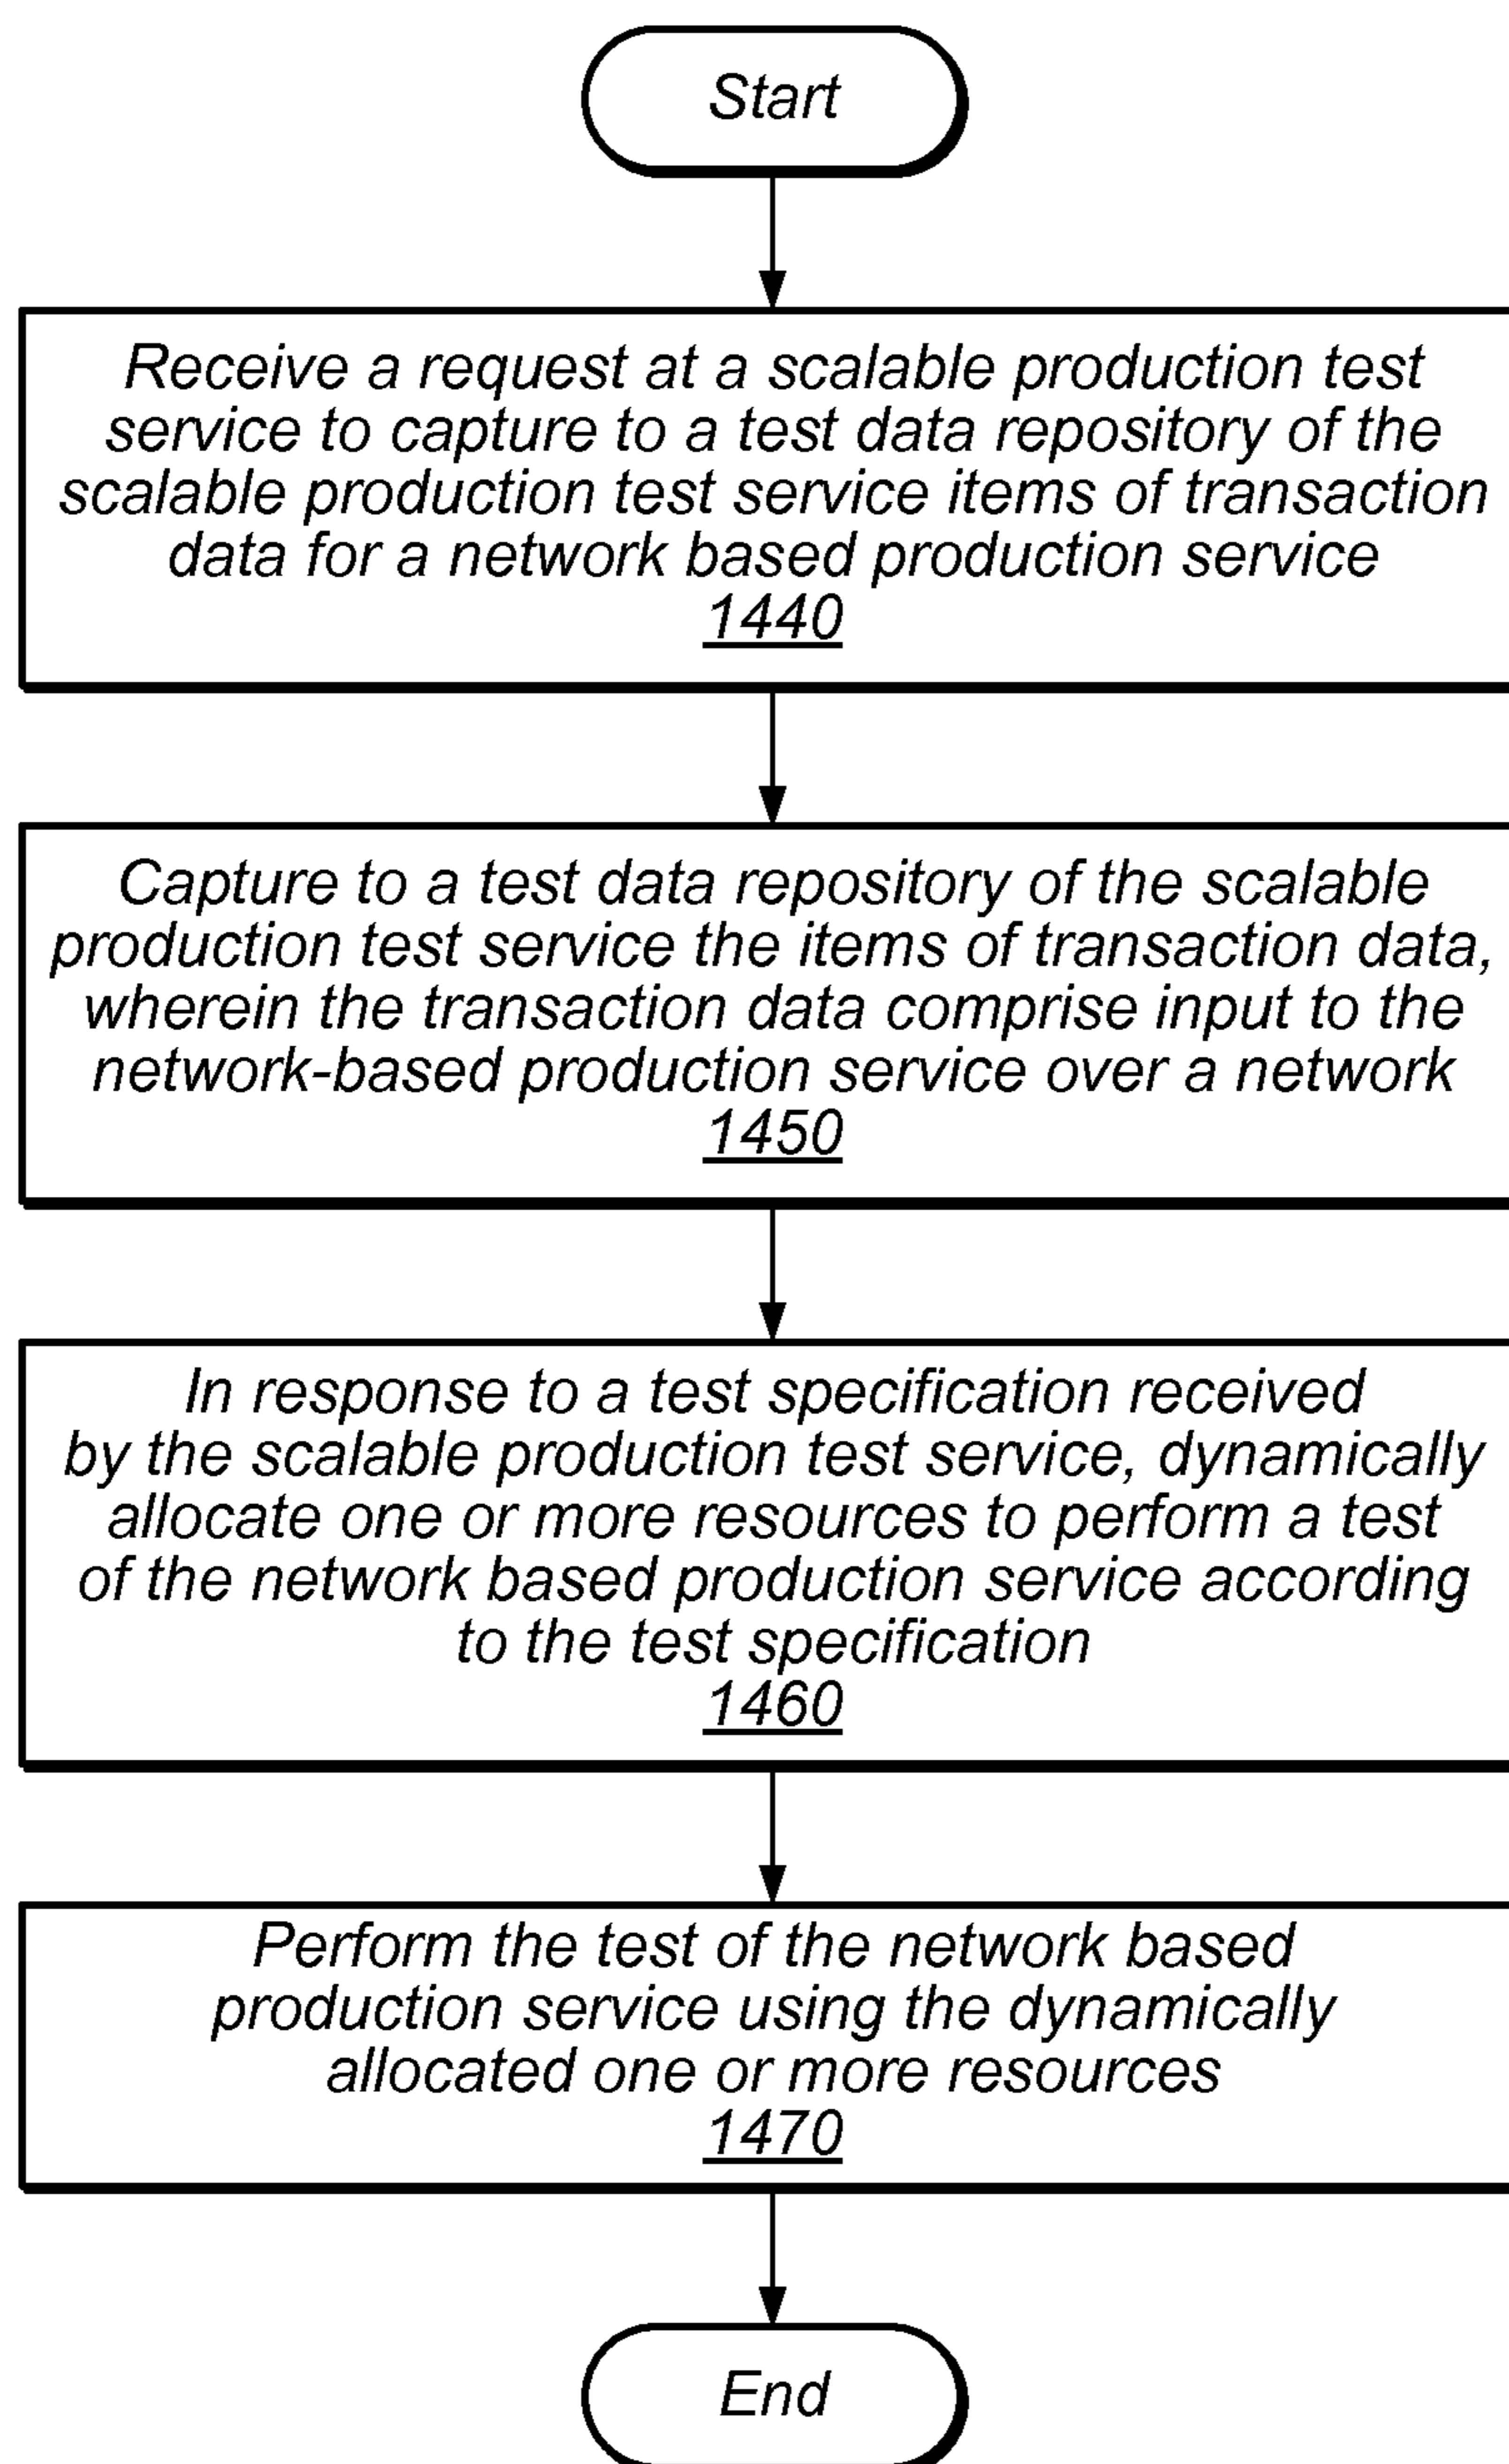 Start
Receive a request at a scalable production test
service to capture to a test data repository of the
scalable production test service items of transaction
data for a network based production service
1440
Capture to a test data repository of the scalable
production test service the items of transaction data,
wherein the transaction data comprise input to the
network-based production service over a network
1450
In response to a test specification received
by the scalable production test service, dynamically
allocate one or more resources to perform a test
of the network based production service according
to the test specification
1460
Perform the test of the network based
production service using the dynamically
allocated one or more resources
1470
End